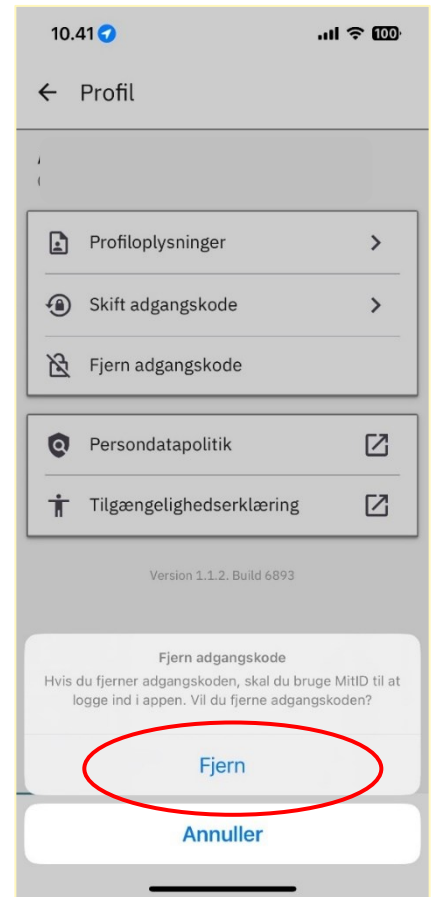 10.41
100
Profil
Profiloplysninger
Skift adgangskode
Fjern adgangskode
Persondatapolitik
Tilgængelighedserklæring
Version 1.1.2. Build 6893
Fjern adgangskode
Hvis du fjerner adgangskoden, skal du bruge MitID til at
logge ind i appen. Vil du fjerne adgangskoden?
Fjern
Annuller